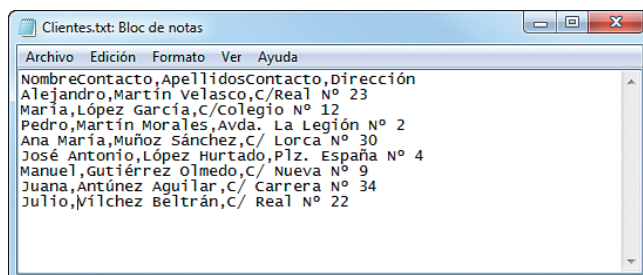 Clientes.txt: Bloc de notas
Archivo Edición Formato Ver Ayuda
NombreContacto,ApellidosContacto,Dirección
Alejandro,Martín Velasco,C/Real Nº 23
María,López García,C/Colegio Nº 12
Pedro,Martín Morales,Avda. La Legión Nº 2
Ana María,Muñoz Sánchez,C/ Lorca Nº 30
José Antonio,López Hurtado,Plz. España Nº 4
Manuel,Gutiérrez Olmedo,C/ Nueva Nº 9
Juana,Antúnez Aguilar,C/ Carrera Nº 34
Julio,Vílchez Beltrán,C/ Real Nº 22